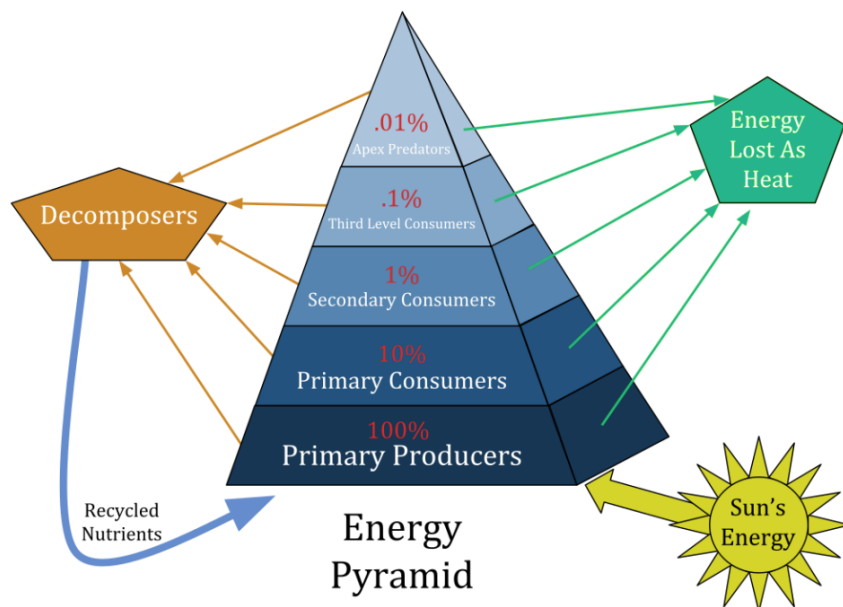 .01%
Apex Predators
Energy
Lost As
Heat
Decomposers
.1%
Third Level Consumers
1%
Secondary Consumers
10%
Primary Consumers
100%
Primary Producers
Recycled
Nutrients
Sun's
Energy
Energy
Pyramid